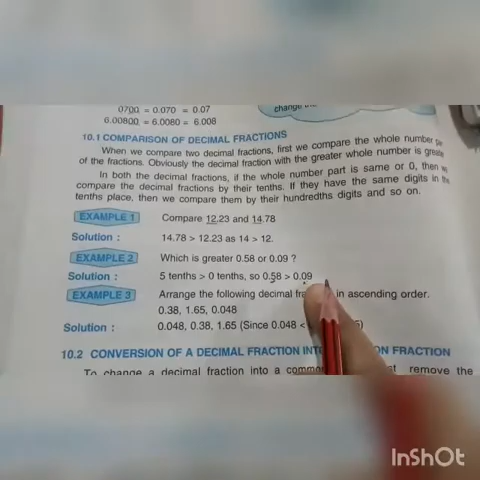 0700 = 0.070 = 0.07
6.00800 = 6.0080 = 6.008
change
10.1 COMPARISON OF DECIMAL FRACTIONS
When we compare two decimal fractions, first we compare the whole number
of the fractions. Obviously the decimal fraction with the greater whole number is
In both the decimal fractions, if the whole number part is same or 0, then
compare the decimal fractions by their tenths. If they have the same digits in the
tenths place, then we compare them by their hundredths digits and so on.
EXAMPLE 1 Compare 12.23 and 14.78
Solution : 14.78 > 12.23 as 14 > 12.
EXAMPLE 2 Which is greater 0.58 or 0.09 ?
Solution : 5 tenths > 0 tenths, so 0.58 > 0.09
EXAMPLE 3 Arrange the following decimal in ascending order.
0.38, 1.65, 0.048
Solution : 0.048, 0.38, 1.65 (Since 0.048 <
10.2 CONVERSION OF A DECIMAL FRACTION FRACTION
To change a decimal fraction into a remove the
InShOt